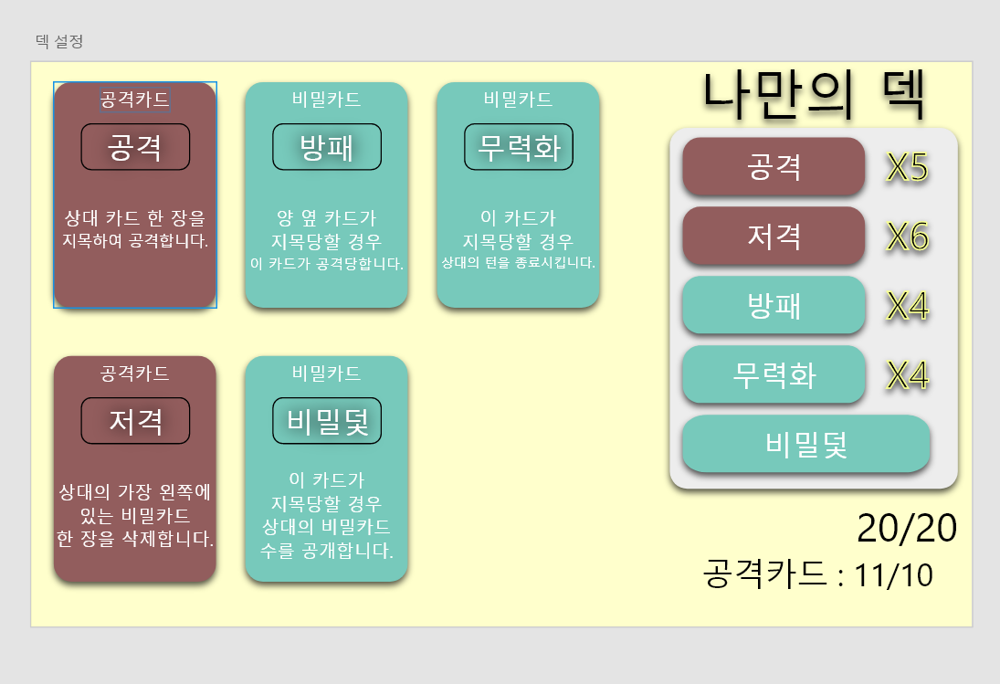 덱 설정
공격카드
공격
상대 카드 한 장을
지목하여 공격합니다.
비밀카드
방패
양 옆 카드가
지목당할 경우
이 카드가 공격당합니다.
비밀카드
무력화
이 카드가
지목당할 경우
상대의 턴을 종료시킵니다.
공격카드
저격
상대의 가장 왼쪽에
있는 비밀카드
한 장을 삭제합니다.
비밀카드
비밀덫
이 카드가
지목당할 경우
상대의 비밀카드
수를 공개합니다.
나만의 덱
공격 X5
저격 X6
방패 X4
무력화 X4
비밀덫
20/20
공격카드 : 11/10